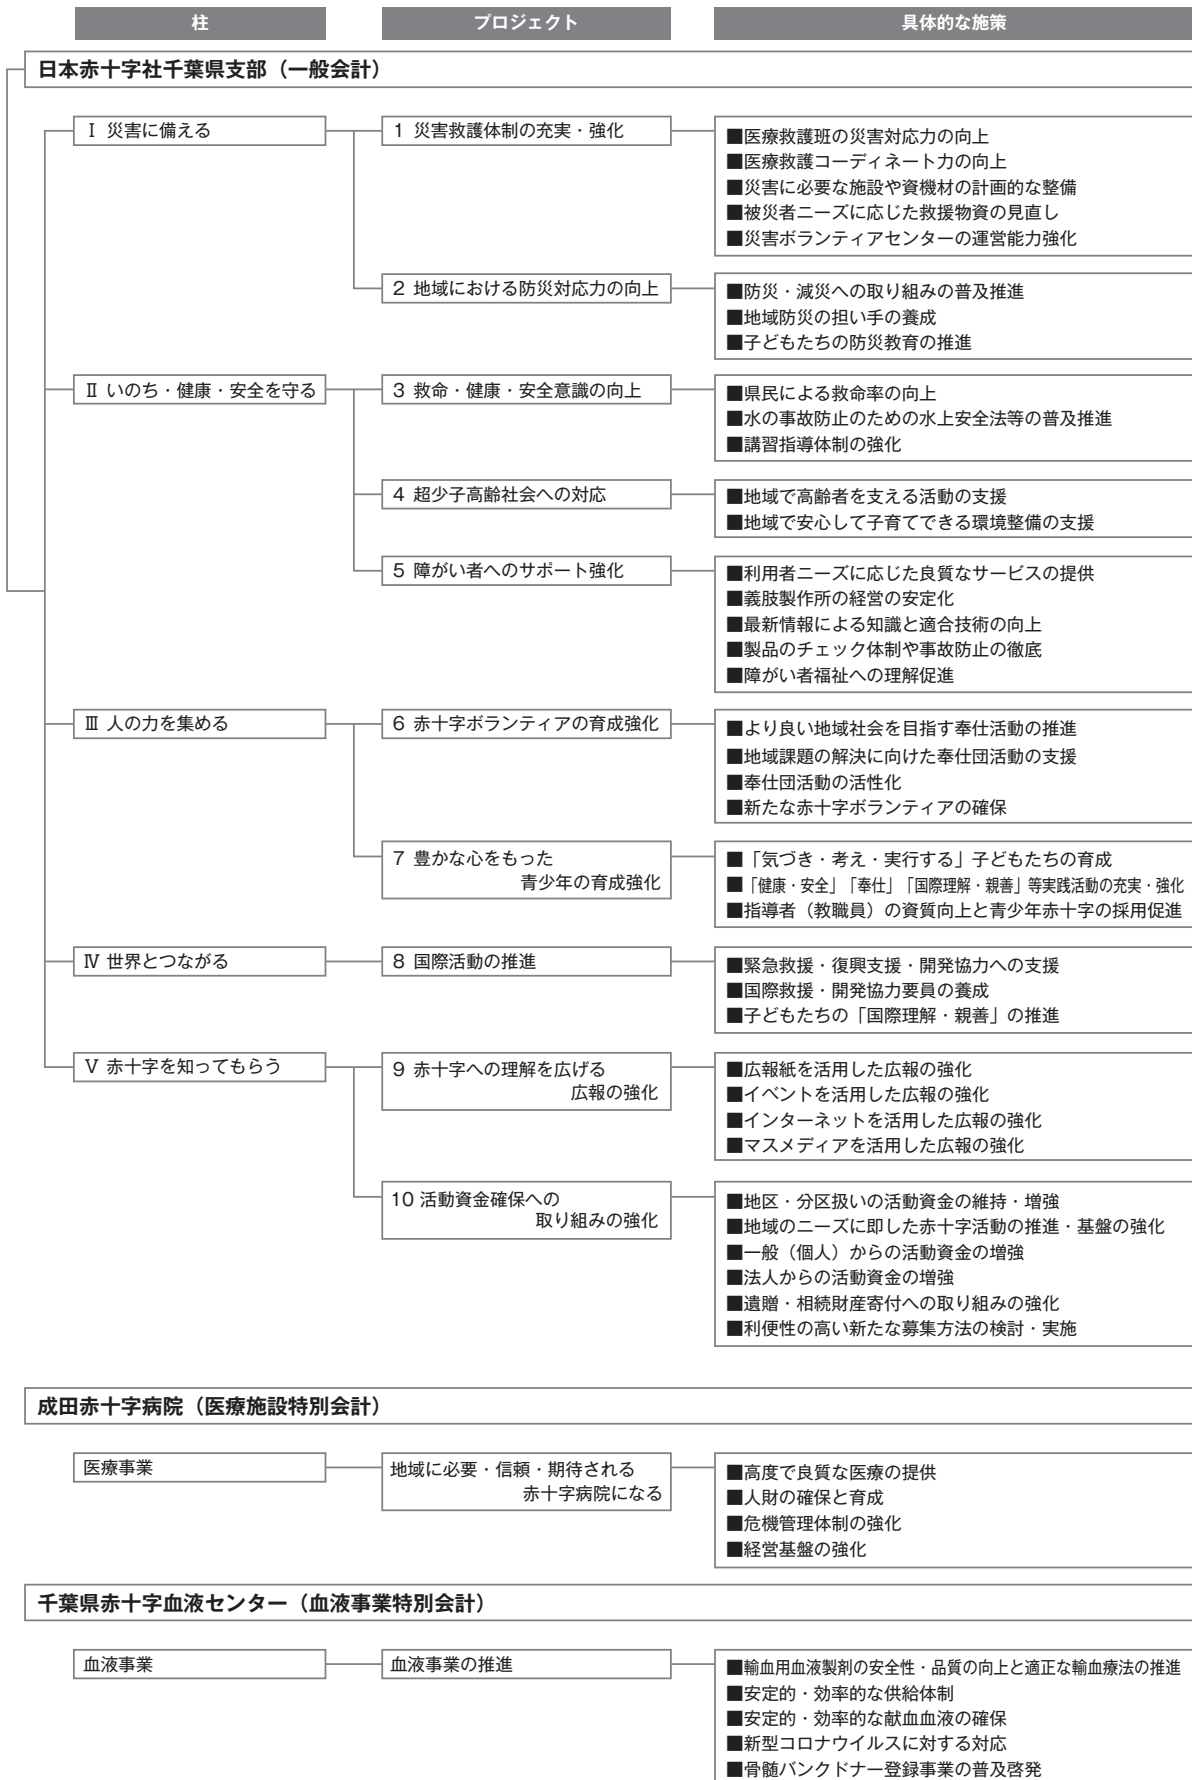 柱 プロジェクト 具体的な施策
日本赤十字社千葉県支部（一般会計）
Ⅰ 災害に備える
1 災害救護体制の充実・強化
■医療救護班の災害対応力の向上
■医療救護コーディネート力の向上
■災害に必要な施設や資機材の計画的な整備
■被災者ニーズに応じた救援物資の見直し
■災害ボランティアセンターの運営能力強化
2 地域における防災対応力の向上
■防災・減災への取り組みの普及推進
■地域防災の担い手の養成
■子どもたちの防災教育の推進
Ⅱ いのち・健康・安全を守る
3 救命・健康・安全意識の向上
■県民による救命率の向上
■水の事故防止のための水上安全法等の普及推進
■講習指導体制の強化
4 超少子高齢社会への対応
■地域で高齢者を支える活動の支援
■地域で安心して子育てできる環境整備の支援
5 障がい者へのサポート強化
■利用者ニーズに応じた良質なサービスの提供
■義肢製作所の経営の安定化
■最新情報による知識と適合技術の向上
■製品のチェック体制や事故防止の徹底
■障がい者福祉への理解促進
Ⅲ 人の力を集める
6 赤十字ボランティアの育成強化
■より良い地域社会を目指す奉仕活動の推進
■地域課題の解決に向けた奉仕団活動の支援
■奉仕団活動の活性化
■新たな赤十字ボランティアの確保
7 豊かな心をもった
青少年の育成強化
■「気づき・考え・実行する」子どもたちの育成
■「健康・安全」「奉仕」「国際理解・親善」等実践活動の充実・強化
■指導者（教職員）の資質向上と青少年赤十字の採用促進
Ⅳ 世界とつながる
8 国際活動の推進
■緊急救援・復興支援・開発協力への支援
■国際救援・開発協力要員の養成
■子どもたちの「国際理解・親善」の推進
Ⅴ 赤十字を知ってもらう
9 赤十字への理解を広げる
広報の強化
■広報紙を活用した広報の強化
■イベントを活用した広報の強化
■インターネットを活用した広報の強化
■マスメディアを活用した広報の強化
10 活動資金確保への
取り組みの強化
■地区・分区扱いの活動資金の維持・増強
■地域のニーズに即した赤十字活動の推進・基盤の強化
■一般（個人）からの活動資金の増強
■法人からの活動資金の増強
■遺贈・相続財産寄付への取り組みの強化
■利便性の高い新たな募集方法の検討・実施
成田赤十字病院（医療施設特別会計）
医療事業
地域に必要・信頼・期待される
赤十字病院になる
■高度で良質な医療の提供
■人財の確保と育成
■危機管理体制の強化
■経営基盤の強化
千葉県赤十字血液センター（血液事業特別会計）
血液事業
血液事業の推進
■輸血用血液製剤の安全性・品質の向上と適正な輸血療法の推進
■安定的・効率的な供給体制
■安定的・効率的な献血血液の確保
■新型コロナウイルスに対する対応
■骨髄バンクドナー登録事業の普及啓発